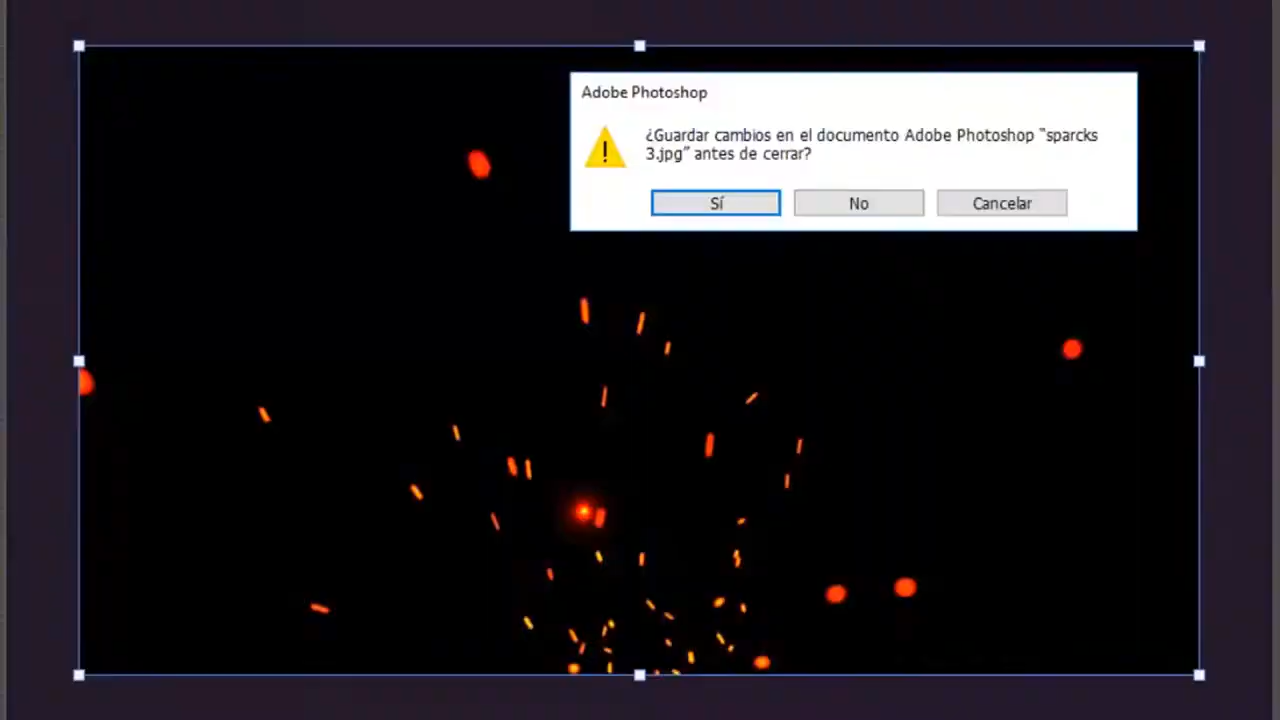 Adobe Photoshop
¿Guardar cambios en el documento Adobe Photoshop "sparcks
3.jpg" antes de cerrar?
Sí
No
Cancelar